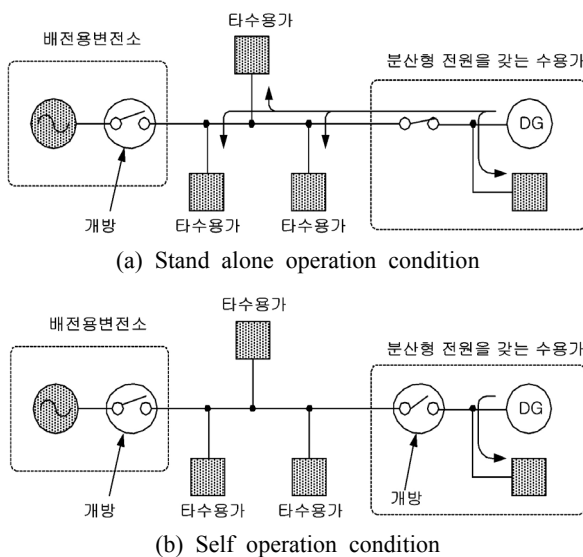 타수용가
배전용변전소
분산형 전원을 갖는 수용가
DG
타수용가 타수용가
개방
(a) Stand alone operation condition
타수용가
배전용변전소
분산형 전원을 갖는 수용가
DG
타수용가 타수용가
개방 개방
(b) Self operation condition